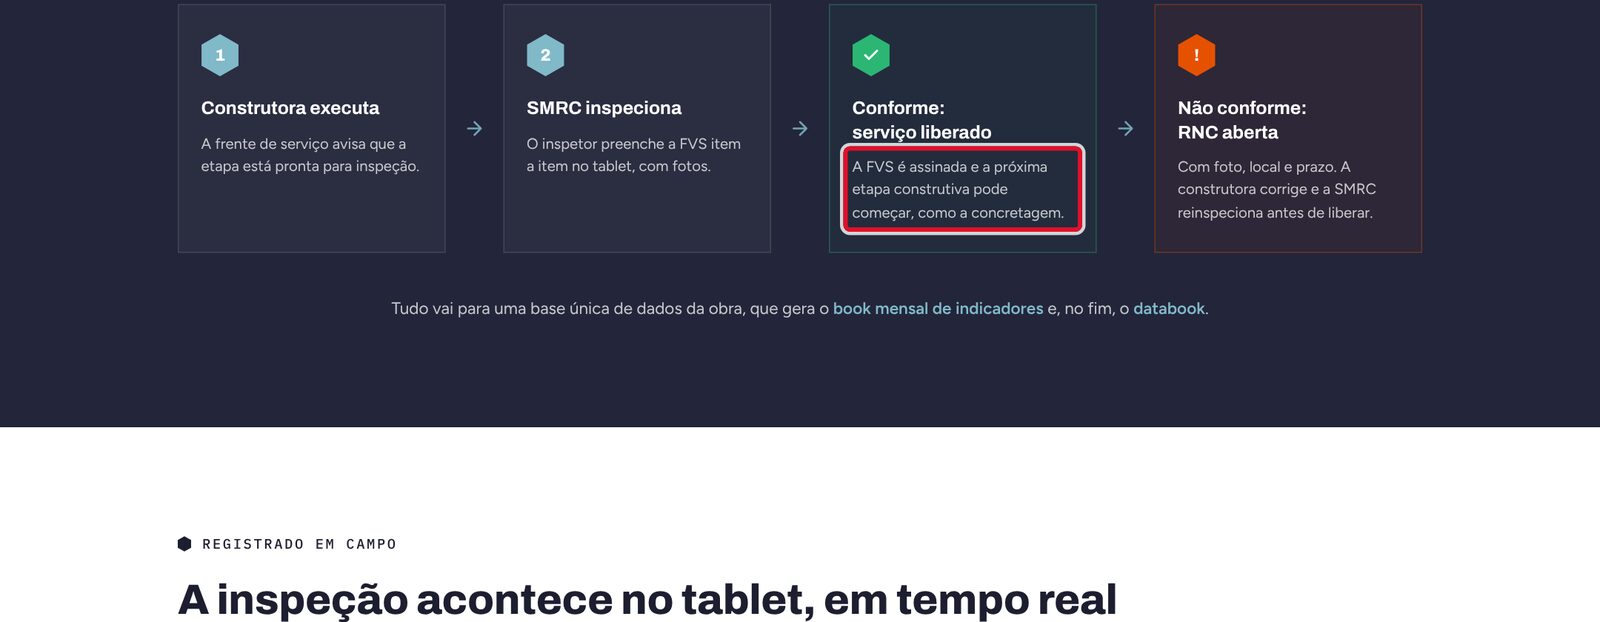 1
Construtora executa
A frente de serviço avisa que a
etapa está pronta para inspeção.
2
SMRC inspeciona
O inspetor preenche a FVS item
a item no tablet, com fotos.
Conforme:
serviço liberado
A FVS é assinada e a próxima
etapa construtiva pode
começar, como a concretagem.
!
Não conforme:
RNC aberta
Com foto, local e prazo. A
construtora corrige e a SMRC
reinspeciona antes de liberar.
Tudo vai para uma base única de dados da obra, que gera o book mensal de indicadores e, no fim, o databook.
REGISTRADO EM CAMPO
A inspeção acontece no tablet, em tempo real